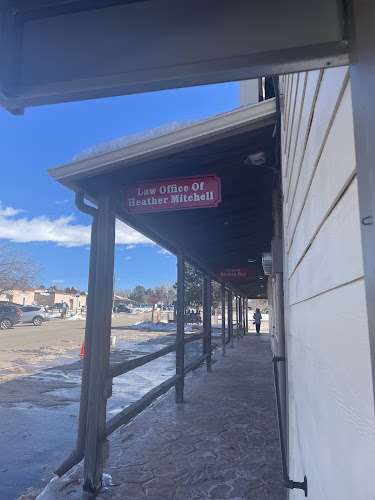 Law Office Of
Heather Mitchell